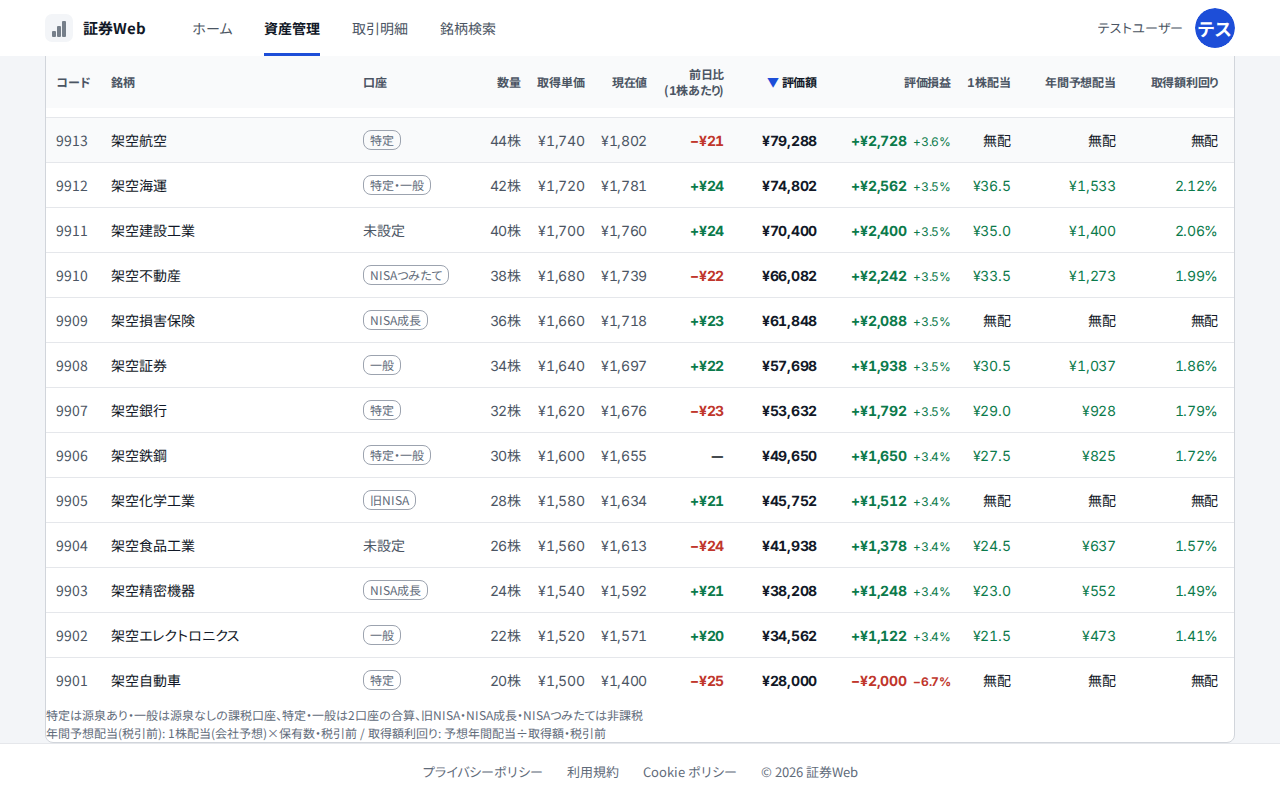 証券Web ホーム 資産管理 取引明細 銘柄検索 テストユーザー テス
コード 銘柄 口座 数量 取得単価 現在値 前日比 ▼評価額 評価損益 1株配当 年間予想配当 取得額利回り
(1株あたり)
9913 架空航空 特定 44株 ¥1,740 ¥1,802 −¥21 ¥79,288 +¥2,728 +3.6% 無配 無配 無配
9912 架空海運 特定・一般 42株 ¥1,720 ¥1,781 +¥24 ¥74,802 +¥2,562 +3.5% ¥36.5 ¥1,533 2.12%
9911 架空建設工業 未設定 40株 ¥1,700 ¥1,760 +¥24 ¥70,400 +¥2,400 +3.5% ¥35.0 ¥1,400 2.06%
9910 架空不動産 NISAつみたて 38株 ¥1,680 ¥1,739 −¥22 ¥66,082 +¥2,242 +3.5% ¥33.5 ¥1,273 1.99%
9909 架空損害保険 NISA成長 36株 ¥1,660 ¥1,718 +¥23 ¥61,848 +¥2,088 +3.5% 無配 無配 無配
9908 架空証券 一般 34株 ¥1,640 ¥1,697 +¥22 ¥57,698 +¥1,938 +3.5% ¥30.5 ¥1,037 1.86%
9907 架空銀行 特定 32株 ¥1,620 ¥1,676 −¥23 ¥53,632 +¥1,792 +3.5% ¥29.0 ¥928 1.79%
9906 架空鉄鋼 特定・一般 30株 ¥1,600 ¥1,655 — ¥49,650 +¥1,650 +3.4% ¥27.5 ¥825 1.72%
9905 架空化学工業 旧NISA 28株 ¥1,580 ¥1,634 +¥21 ¥45,752 +¥1,512 +3.4% 無配 無配 無配
9904 架空食品工業 未設定 26株 ¥1,560 ¥1,613 −¥24 ¥41,938 +¥1,378 +3.4% ¥24.5 ¥637 1.57%
9903 架空精密機器 NISA成長 24株 ¥1,540 ¥1,592 +¥21 ¥38,208 +¥1,248 +3.4% ¥23.0 ¥552 1.49%
9902 架空エレクトロニクス 一般 22株 ¥1,520 ¥1,571 +¥20 ¥34,562 +¥1,122 +3.4% ¥21.5 ¥473 1.41%
9901 架空自動車 特定 20株 ¥1,500 ¥1,400 −¥25 ¥28,000 −¥2,000 −6.7% 無配 無配 無配
特定は源泉あり・一般は源泉なしの課税口座、特定・一般は2口座の合算、旧NISA・NISA成長・NISAつみたては非課税
年間予想配当(税引前): 1株配当(会社予想)×保有数・税引前 / 取得額利回り: 予想年間配当÷取得額・税引前
プライバシーポリシー 利用規約 Cookie ポリシー © 2026 証券Web